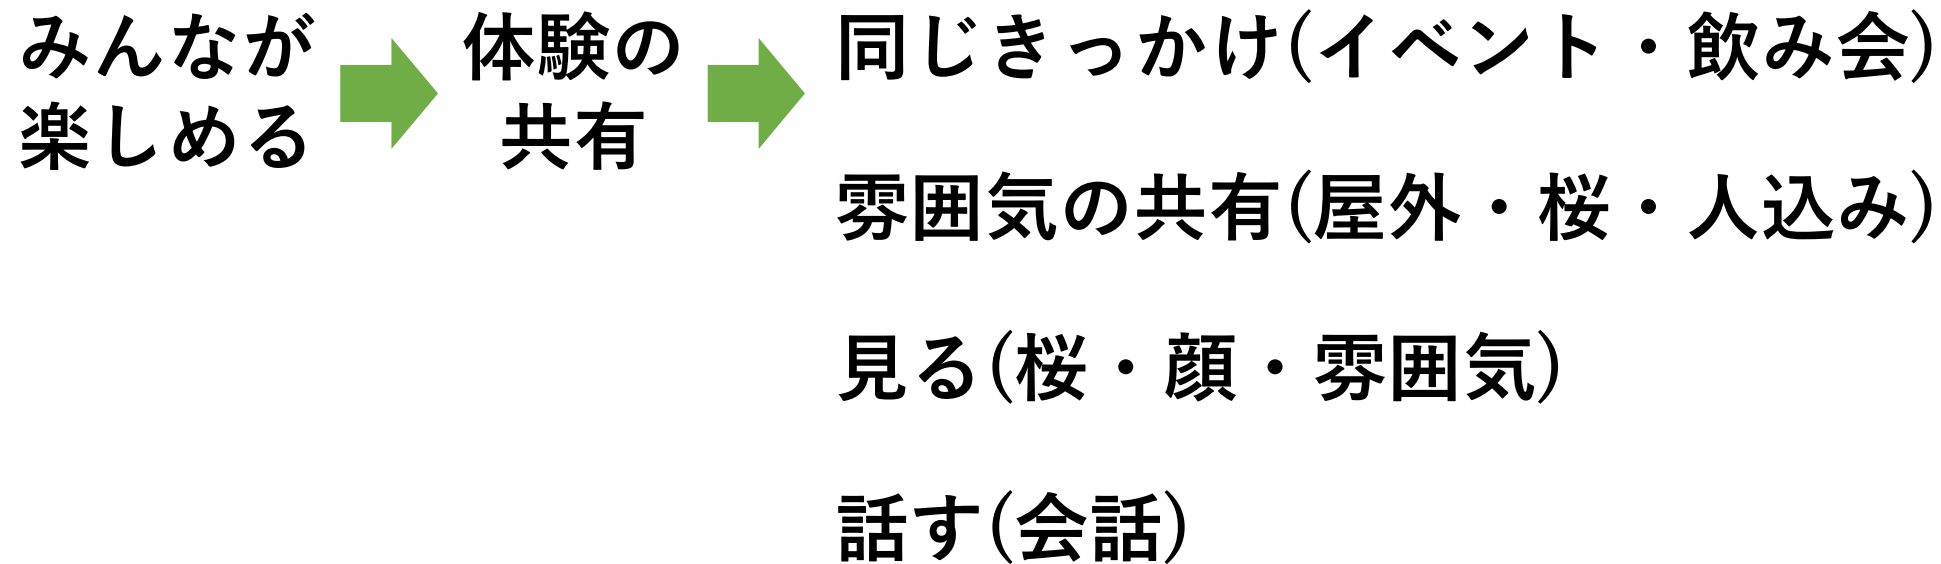 みんなが
楽しめる
体験の
共有
同じきっかけ(イベント・飲み会)
雰囲気の共有(屋外・桜・人込み)
見る(桜・顔・雰囲気)
話す(会話)